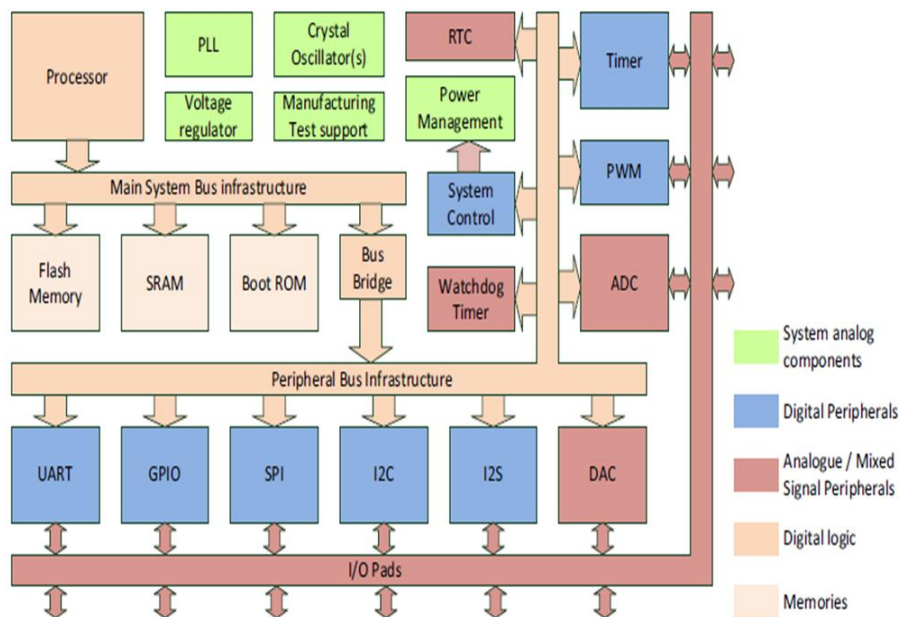 Processor
PLL
Crystal
Oscillator(s)
RTC
Timer
Voltage
regulator
Manufacturing
Test support
Power
Management
Main System Bus infrastructure
System
Control
PWM
Flash
Memory
SRAM
Boot ROM
Bus
Bridge
Watchdog
Timer
ADC
Peripheral Bus Infrastructure
UART
GPIO
SPI
I2C
I2S
DAC
I/O Pads
System analog
components
Digital Peripherals
Analogue / Mixed
Signal Peripherals
Digital logic
Memories